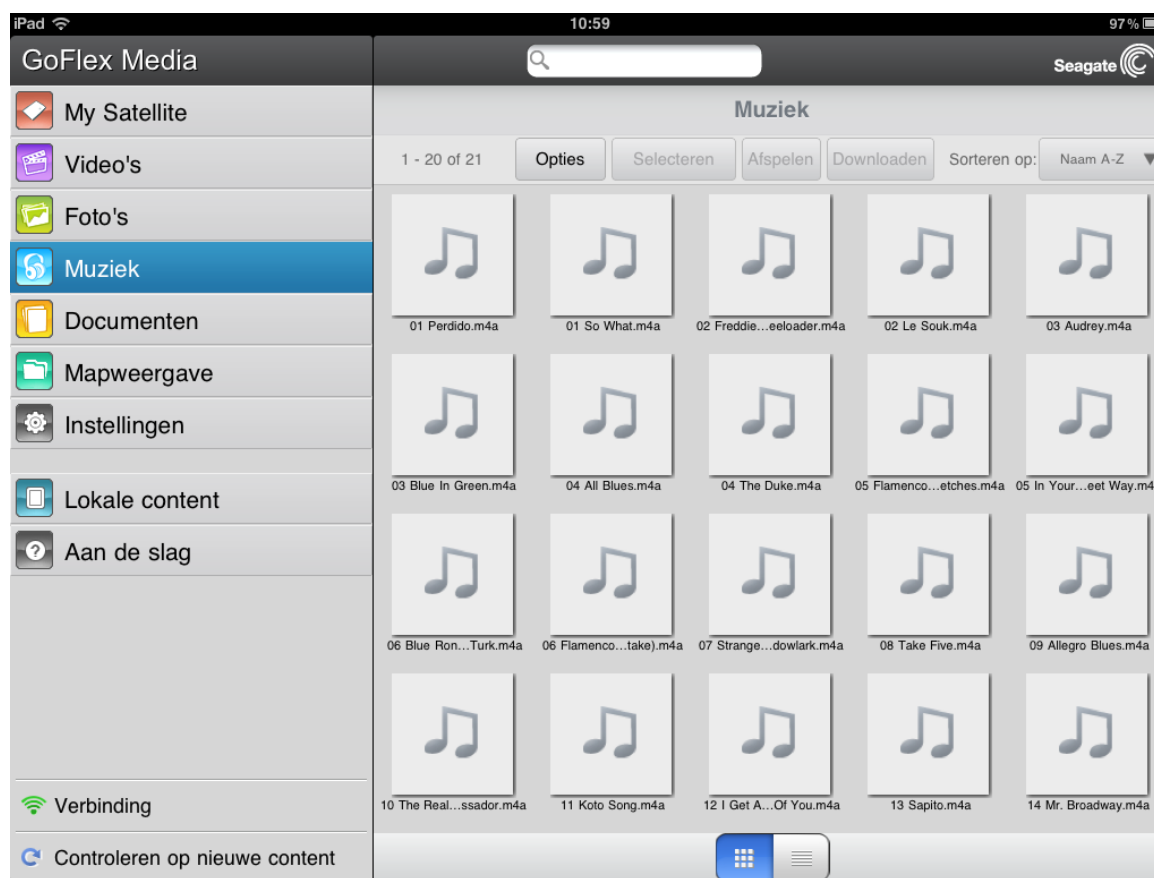 iPad 10:59 97%
GoFlex Media
Seagate
My Satellite
Video's
Foto's
Muziek
Documenten
Mapweergave
Instellingen
Lokale content
Aan de slag
Verbinding
Controleren op nieuwe content
Muziek
1 - 20 of 21 Opties Selecteren Afspelen Downloaden Sorteren op: Naam A-Z
01 Perdido.m4a 01 So What.m4a 02 Freddie...eeloader.m4a 02 Le Souk.m4a 03 Audrey.m4a
03 Blue In Green.m4a 04 All Blues.m4a 04 The Duke.m4a 05 Flamenco...etches.m4a 05 In Your...eet Way.m4
06 Blue Ron...Turk.m4a 06 Flamenco...take).m4a 07 Strange...dowlark.m4a 08 Take Five.m4a 09 Allegro Blues.m4a
10 The Real...ssador.m4a 11 Koto Song.m4a 12 I Get A...Of You.m4a 13 Sapito.m4a 14 Mr. Broadway.m4a